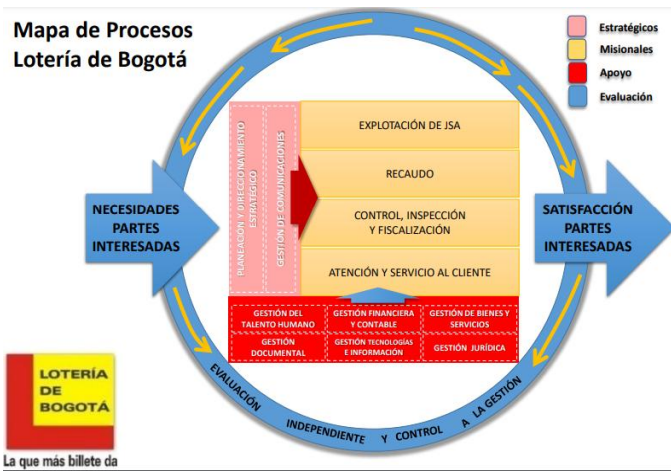 Mapa de Procesos
Lotería de Bogotá
Estratégicos
Misionales
Apoyo
Evaluación
NECESIDADES
PARTES
INTERESADAS
PLANEACIÓN Y DIRECCIONAMIENTO
ESTRATÉGICO
GESTIÓN DE COMUNICACIONES
EXPLOTACIÓN DE JSA
RECAUDO
CONTROL, INSPECCIÓN
Y FISCALIZACIÓN
ATENCIÓN Y SERVICIO AL CLIENTE
SATISFACCIÓN
PARTES
INTERESADAS
GESTIÓN DEL
TALENTO HUMANO
GESTIÓN FINANCIERA
Y CONTABLE
GESTIÓN DE BIENES Y
SERVICIOS
GESTIÓN
DOCUMENTAL
GESTIÓN TECNOLOGÍAS
E INFORMACIÓN
GESTIÓN JURÍDICA
EVALUACIÓN INDEPENDIENTE Y CONTROL A LA GESTIÓN
LOTERÍA
DE
BOGOTÁ
La que más billete da